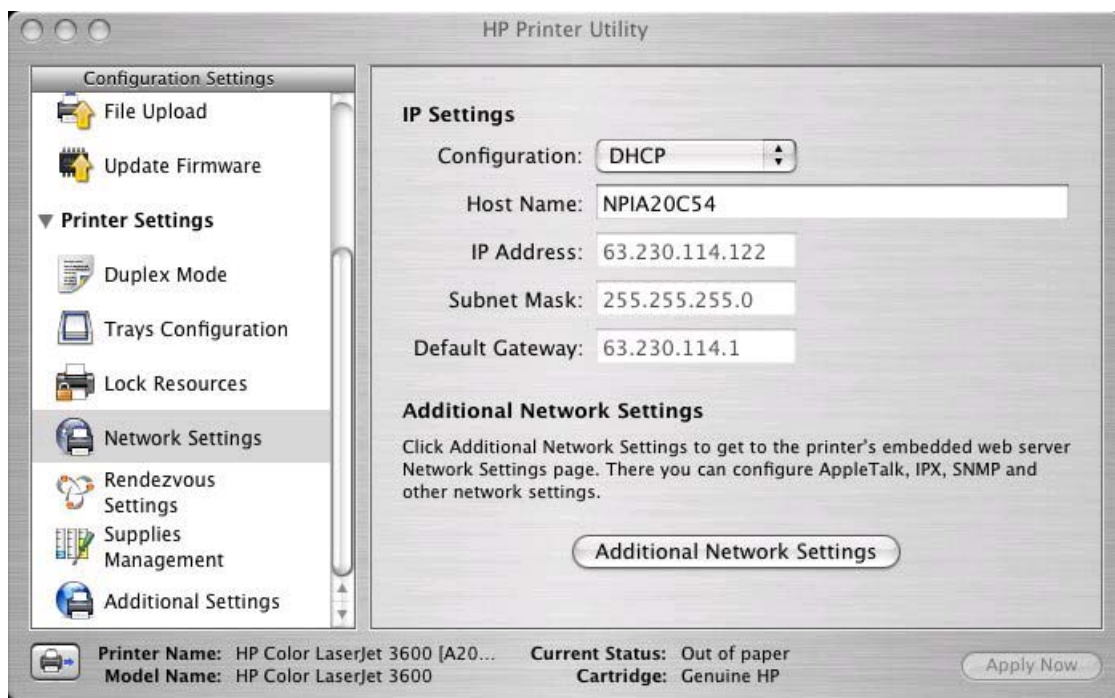 HP Printer Utility
Configuration Settings
File Upload
Update Firmware
Printer Settings
Duplex Mode
Trays Configuration
Lock Resources
Network Settings
Rendezvous
Settings
Supplies
Management
Additional Settings
IP Settings
Configuration: DHCP
Host Name: NPIA20C54
IP Address: 63.230.114.122
Subnet Mask: 255.255.255.0
Default Gateway: 63.230.114.1
Additional Network Settings
Click Additional Network Settings to get to the printer's embedded web server
Network Settings page. There you can configure AppleTalk, IPX, SNMP and
other network settings.
Additional Network Settings
Printer Name: HP Color LaserJet 3600 [A20... Current Status: Out of paper
Model Name: HP Color LaserJet 3600 Cartridge: Genuine HP
Apply Now